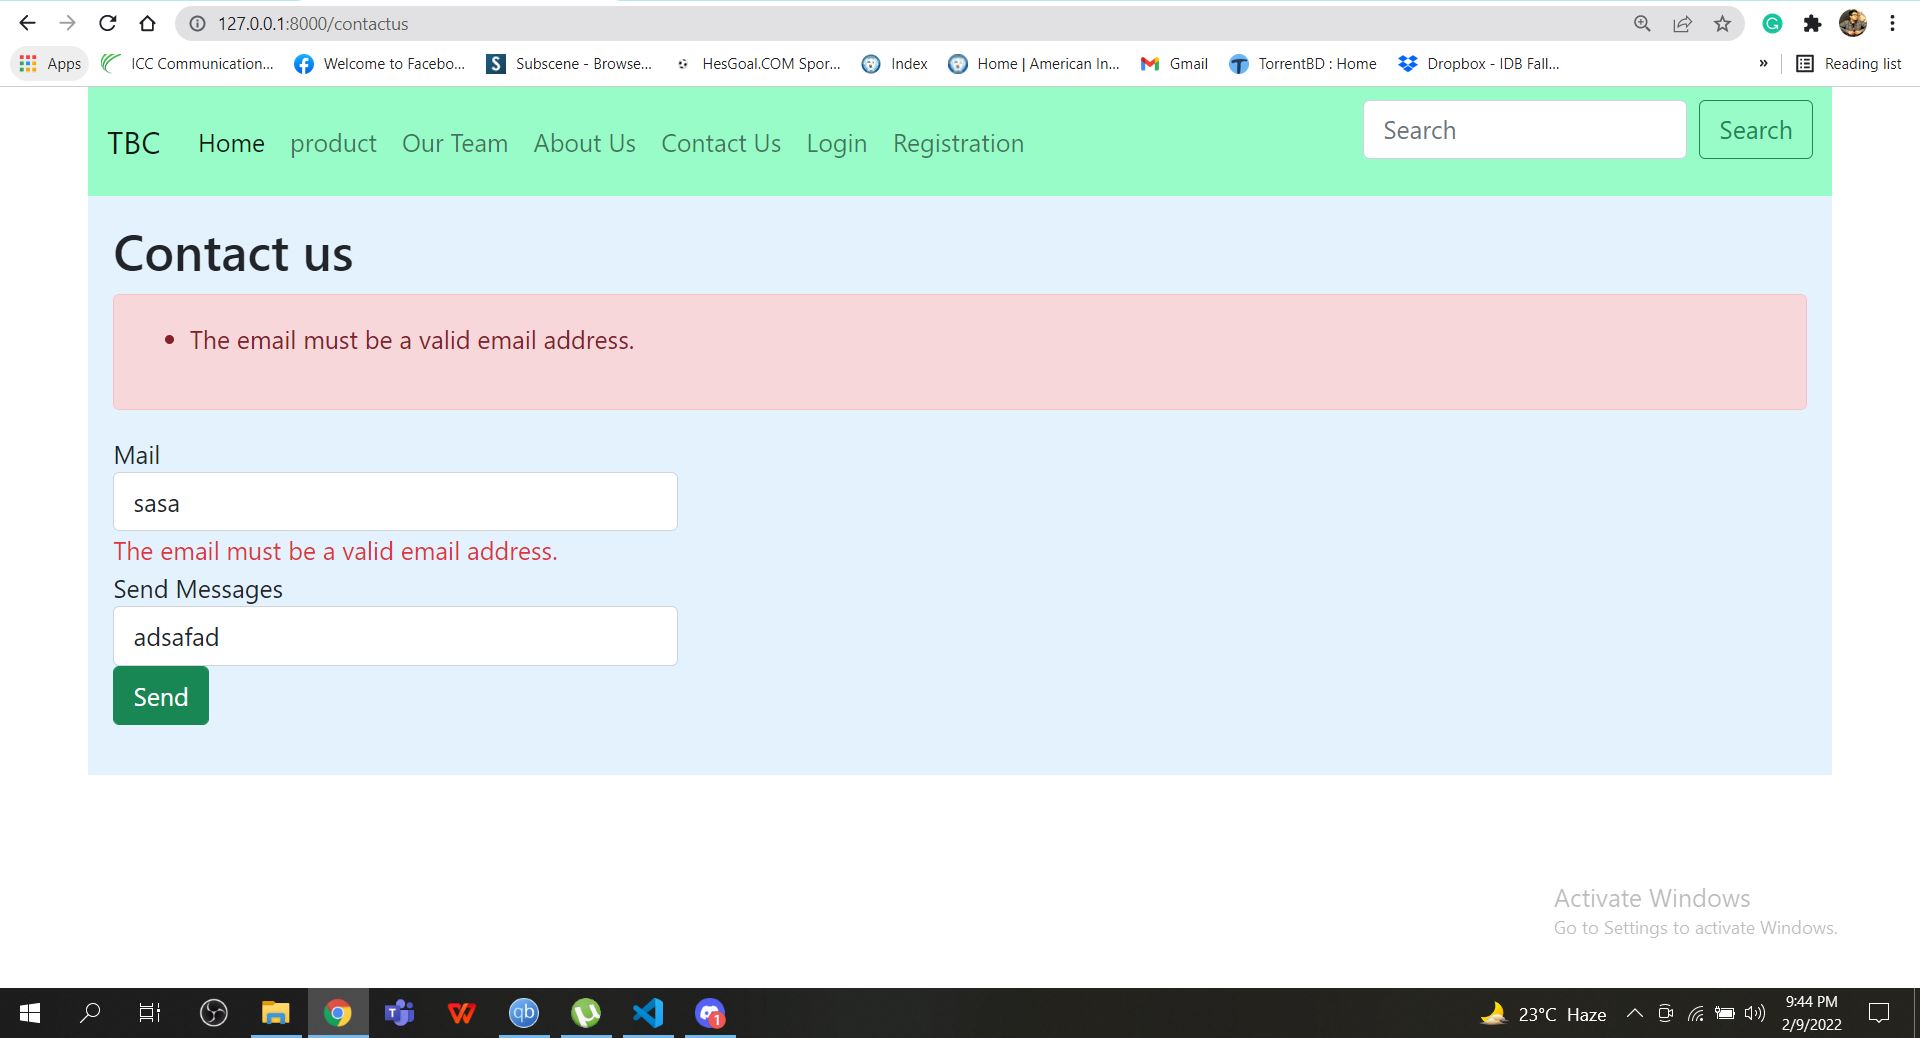 127.0.0.1:8000/contactus
Apps ICC Communication... Welcome to Facebo... S Subscene - Browse... HesGoal.COM Spor... Index Home | American In... Gmail TorrentBD : Home Dropbox - IDB Fall... » Reading list
TBC Home product Our Team About Us Contact Us Login Registration Search Search
Contact us
• The email must be a valid email address.
Mail
sasa
The email must be a valid email address.
Send Messages
adsafad
Send
Activate Windows
Go to Settings to activate Windows.
qb 1 23°C Haze 9:44 PM
2/9/2022